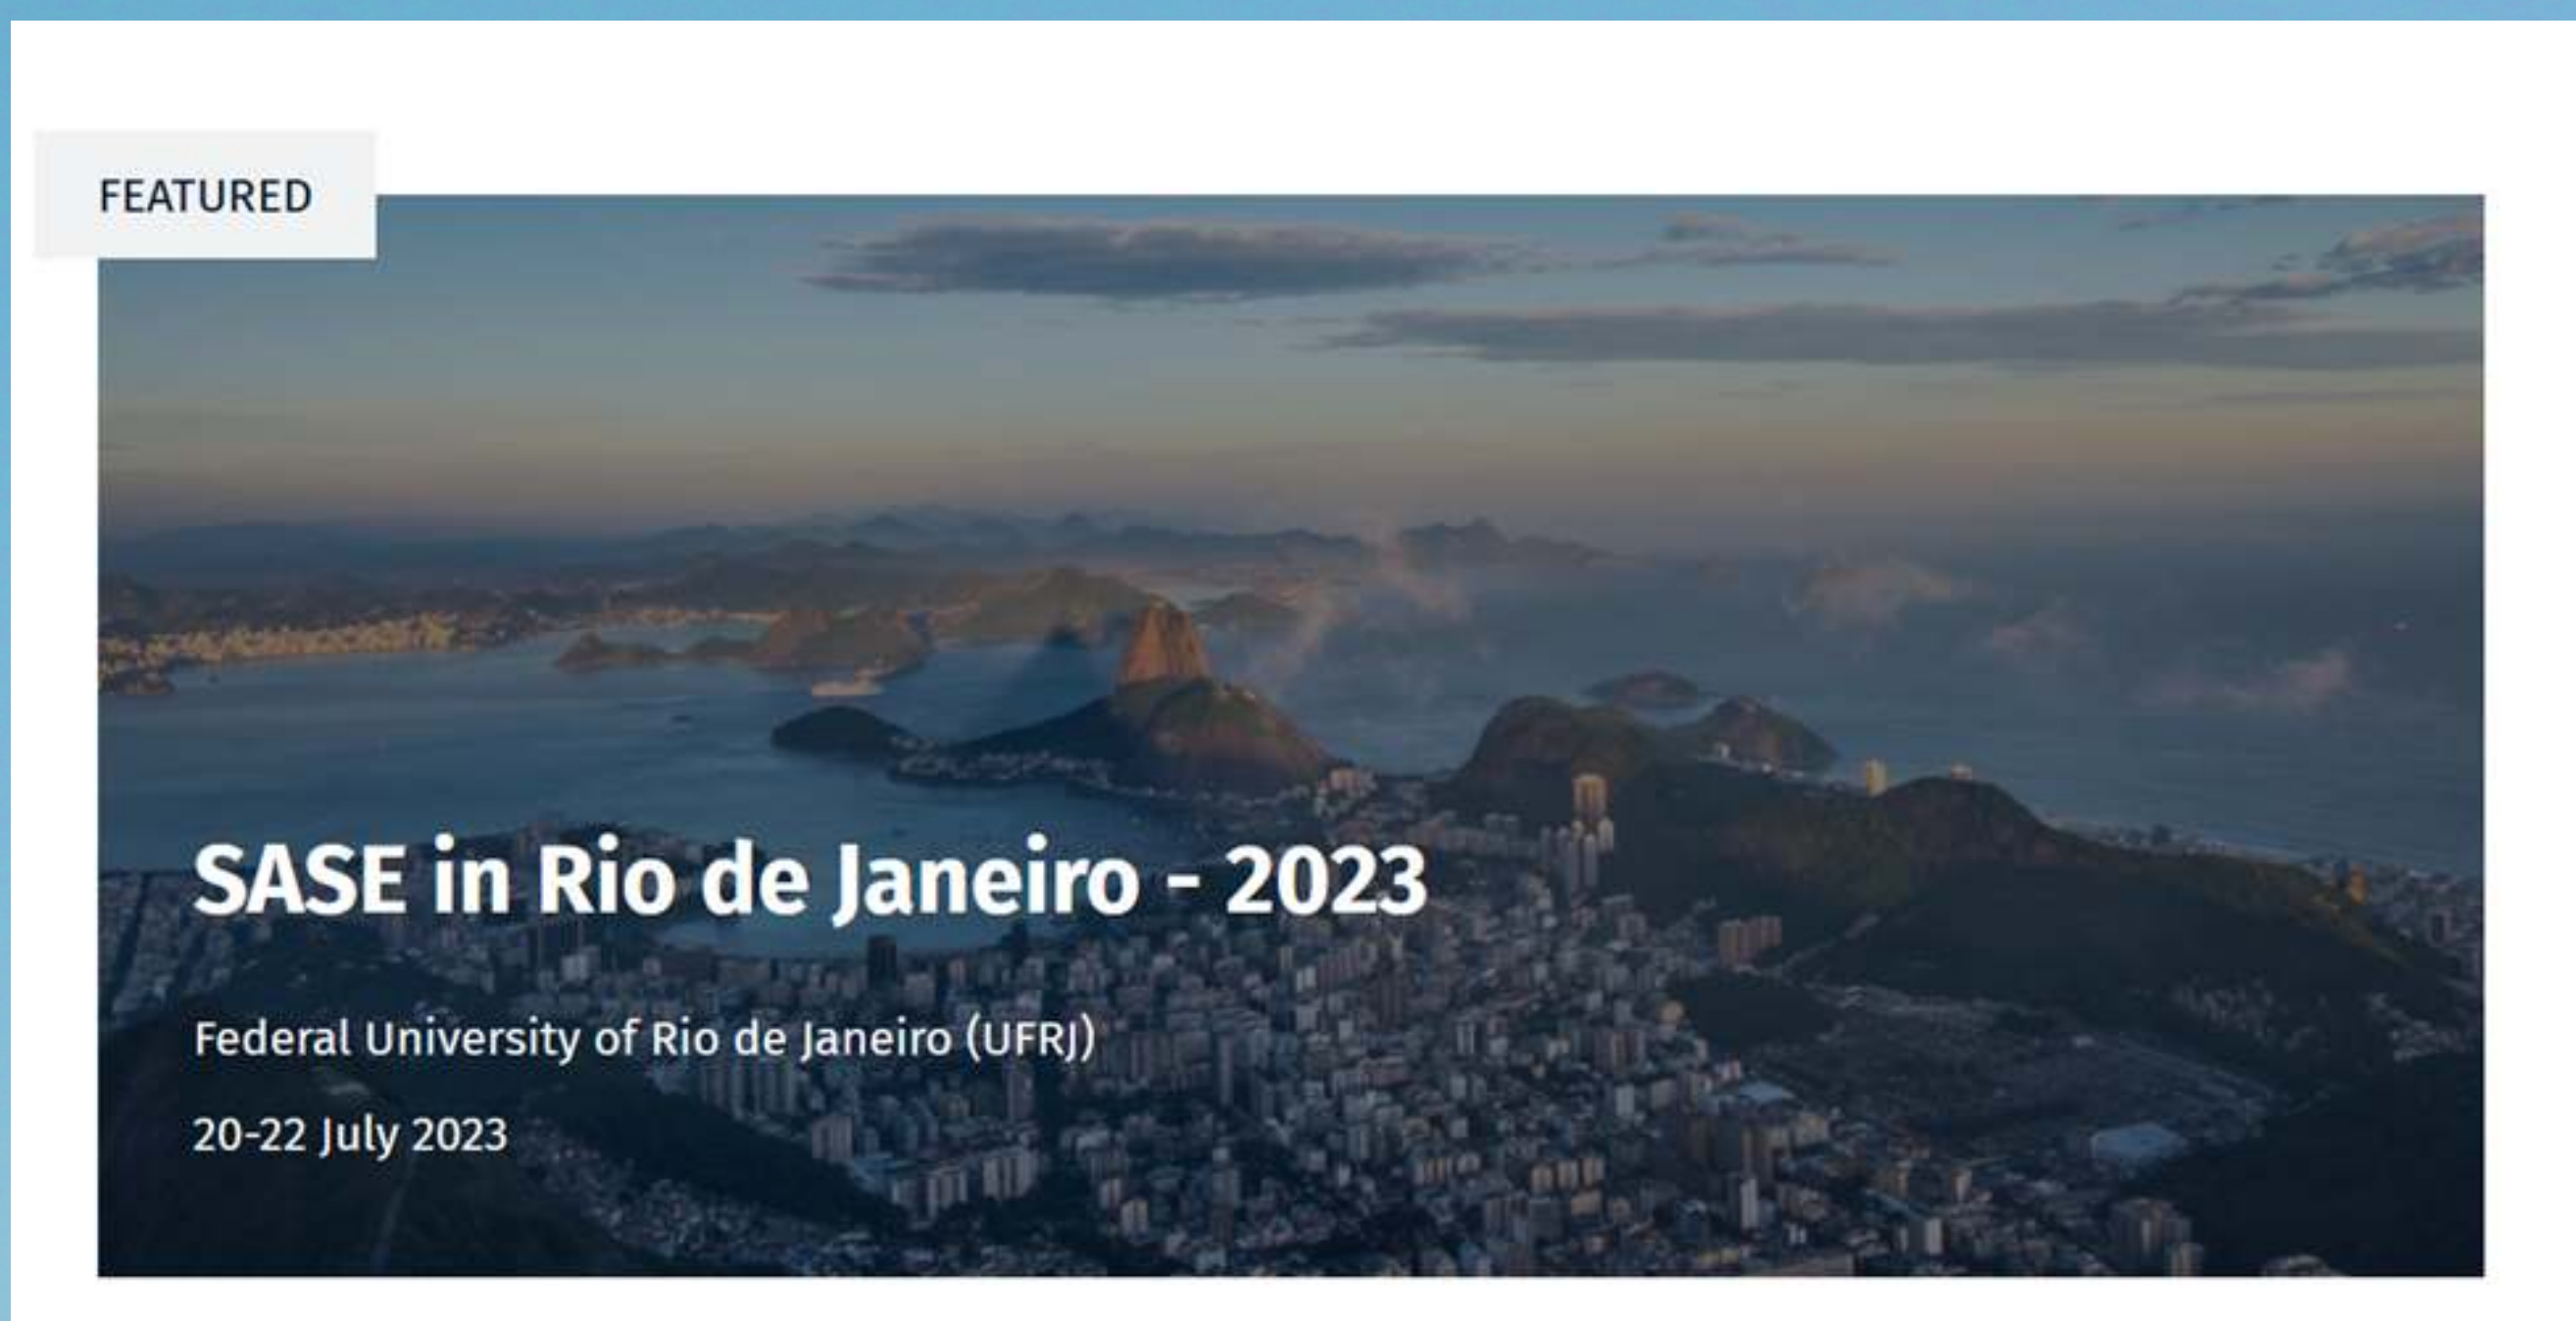 FEATURED
SASE in Rio de Janeiro - 2023
Federal University of Rio de Janeiro (UFRJ)
20-22 July 2023